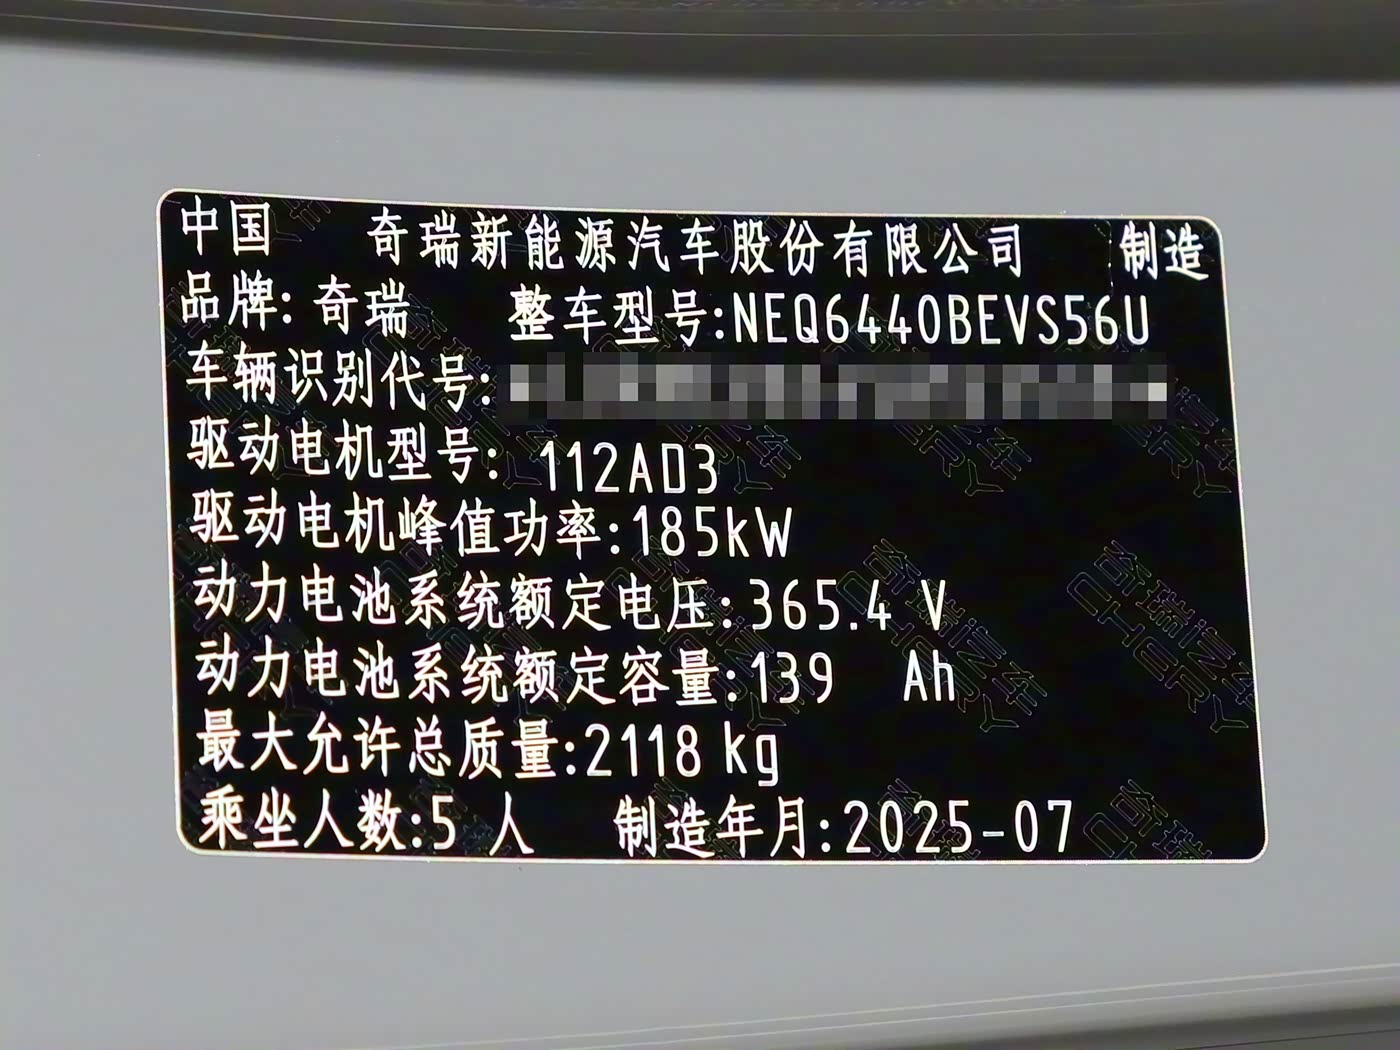 中国 奇瑞新能源汽车股份有限公司 制造
品牌: 奇瑞 整车型号:NEQ6440BEVS56U
车辆识别代号:
驱动电机型号: 112AD3
驱动电机峰值功率:185kW
动力电池系统额定电压:365.4 V
动力电池系统额定容量:139 Ah
最大允许总质量:2118 kg
乘坐人数:5 人 制造年月:2025-07